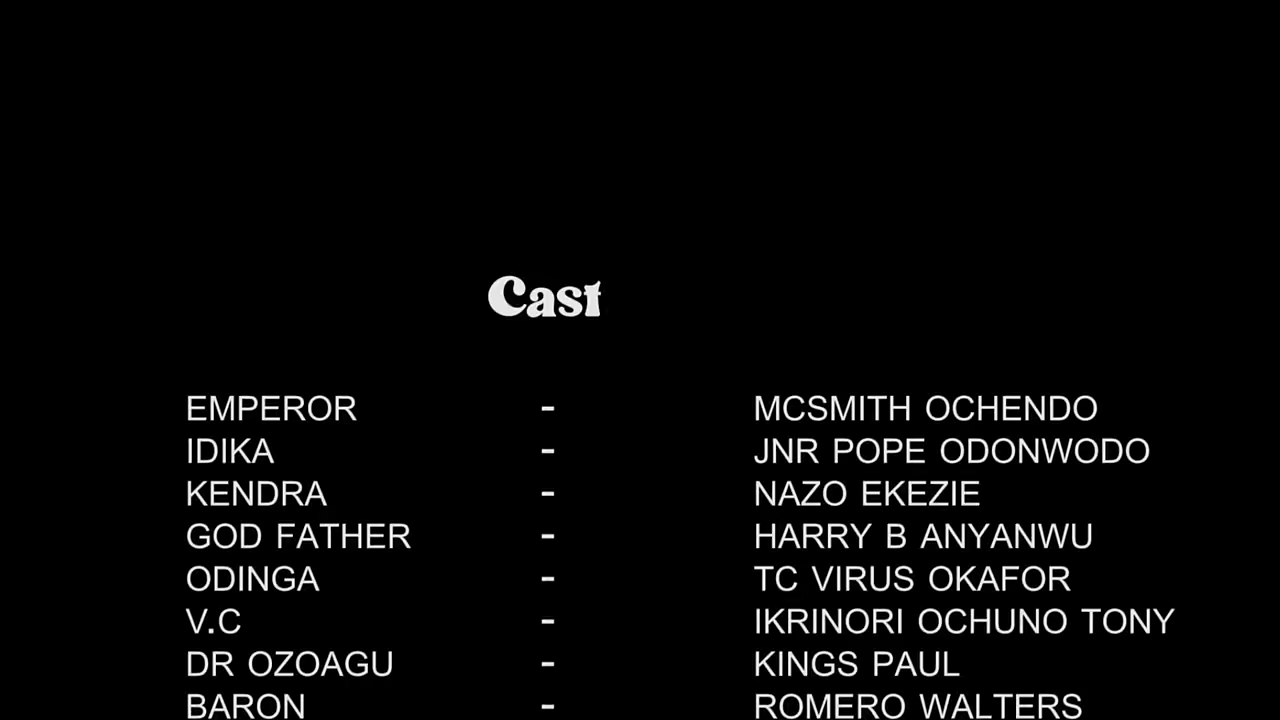 Cast
EMPEROR - MCSMITH OCHENDO
IDIKA - JNR POPE ODONWODO
KENDRA - NAZO EKEZIE
GOD FATHER - HARRY B ANYANWU
ODINGA - TC VIRUS OKAFOR
V.C - IKRINORI OCHUNO TONY
DR OZOAGU - KINGS PAUL
BARON - ROMERO WALTERS